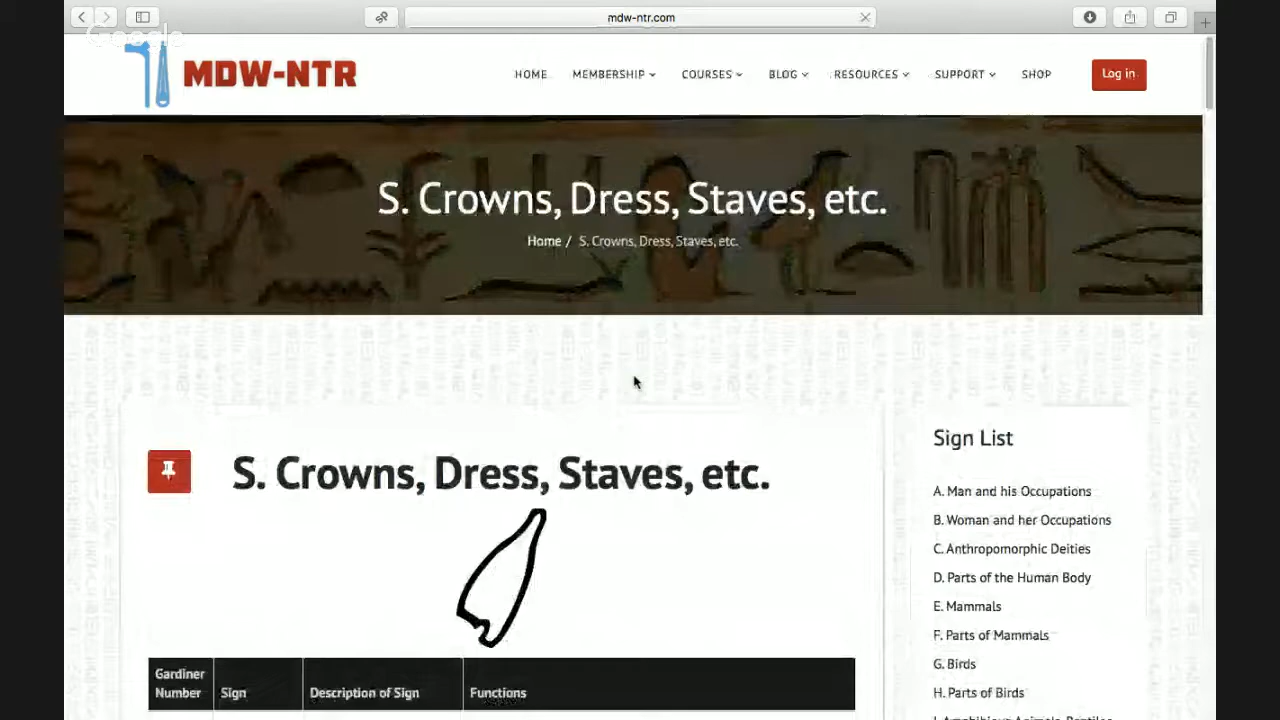 mdw-ntr.com
Google
MDW-NTR
HOME MEMBERSHIP COURSES BLOG RESOURCES SUPPORT SHOP Log in
S. Crowns, Dress, Staves, etc.
Home / S. Crowns, Dress, Staves, etc.
S. Crowns, Dress, Staves, etc.
Gardiner Number Sign Description of Sign Functions
Sign List
A. Man and his Occupations
B. Woman and her Occupations
C. Anthropomorphic Deities
D. Parts of the Human Body
E. Mammals
F. Parts of Mammals
G. Birds
H. Parts of Birds